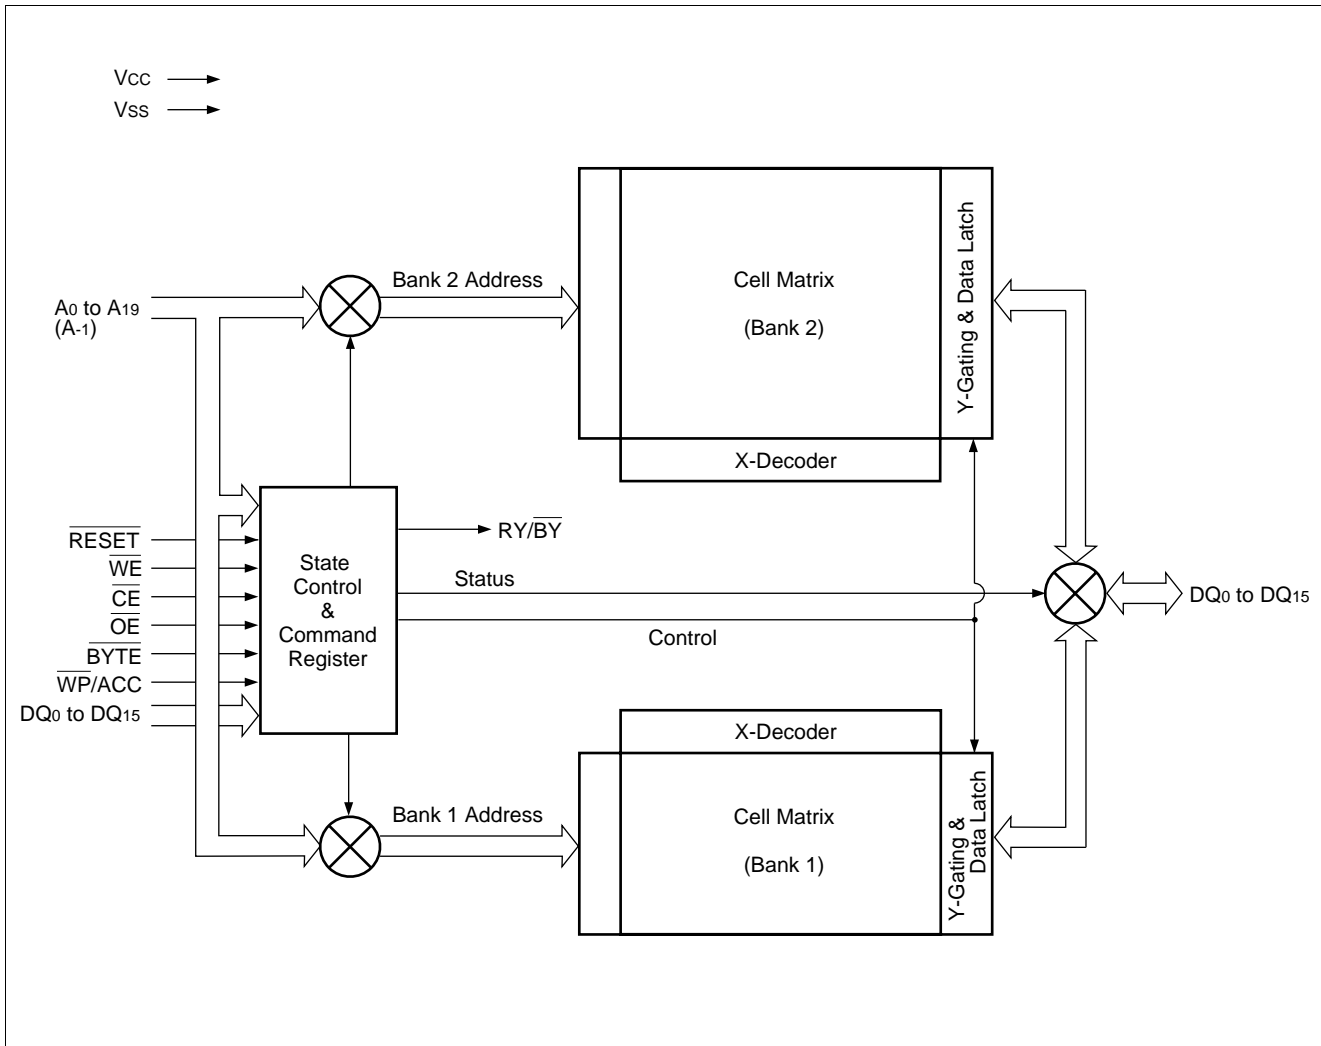 VCC
VSS
A0 to A19
(A-1)
Bank 2 Address
Cell Matrix
(Bank 2)
Y-Gating & Data Latch
X-Decoder
RESET
WE
CE
OE
BYTE
WP/ACC
DQ0 to DQ15
State
Control
&
Command
Register
RY/BY
Status
Control
DQ0 to DQ15
X-Decoder
Bank 1 Address
Cell Matrix
(Bank 1)
Y-Gating &
Data Latch